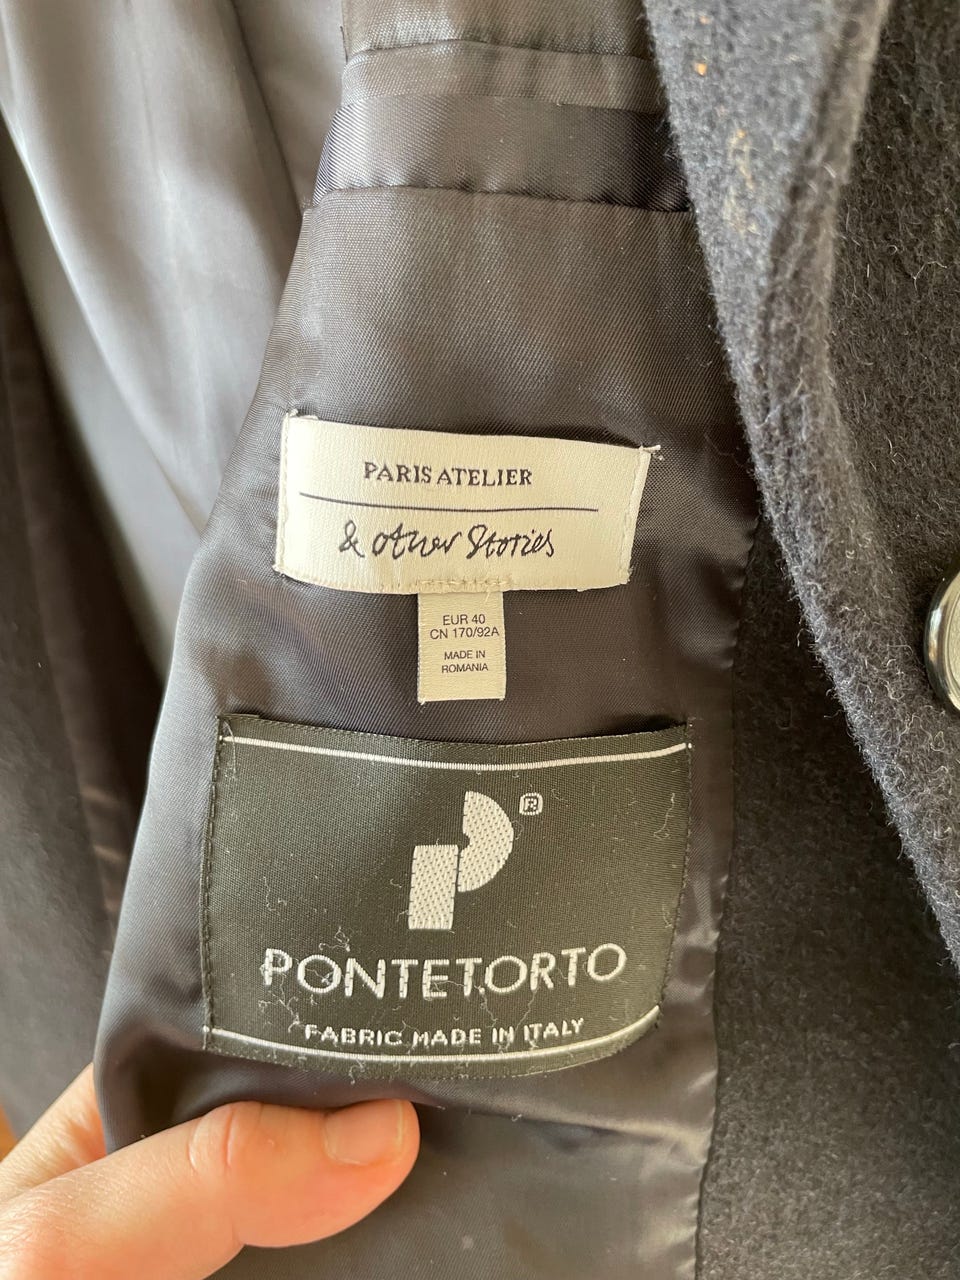 PARIS ATELIER
& other Stories
EUR 40
CN 170/92A
MADE IN
ROMANIA
®
PONTETORTO
FABRIC MADE IN ITALY